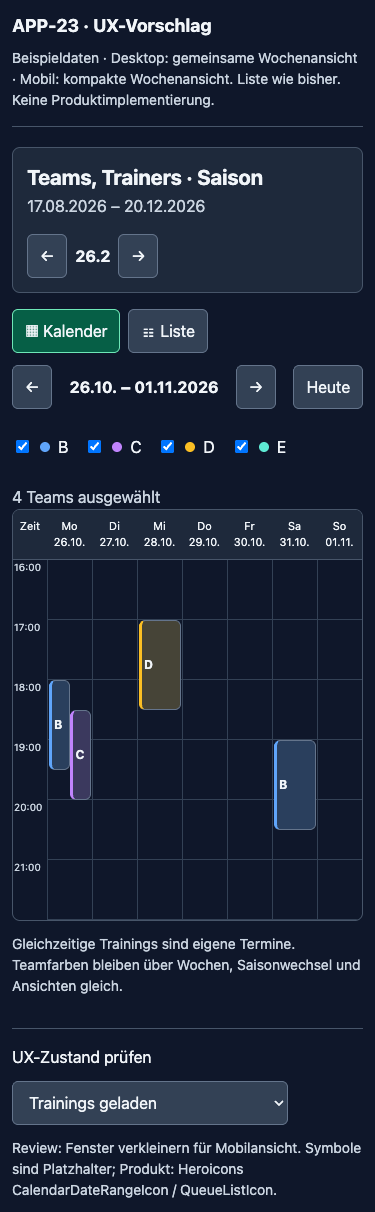 APP-23 · UX-Vorschlag
Beispieldaten · Desktop: gemeinsame Wochenansicht
· Mobil: kompakte Wochenansicht. Liste wie bisher.
Keine Produktimplementierung.
Teams, Trainers · Saison
17.08.2026 – 20.12.2026
← 26.2 →
▦ Kalender ☷ Liste
← 26.10. – 01.11.2026 → Heute
B C D E
4 Teams ausgewählt
Zeit Mo Di Mi Do Fr Sa So
26.10. 27.10. 28.10. 29.10. 30.10. 31.10. 01.11.
16:00
17:00
D
18:00
B
19:00
C
B
20:00
21:00
Gleichzeitige Trainings sind eigene Termine.
Teamfarben bleiben über Wochen, Saisonwechsel und
Ansichten gleich.
UX-Zustand prüfen
Trainings geladen
Review: Fenster verkleinern für Mobilansicht. Symbole
sind Platzhalter; Produkt: Heroicons
CalendarDateRangeIcon / QueueListIcon.